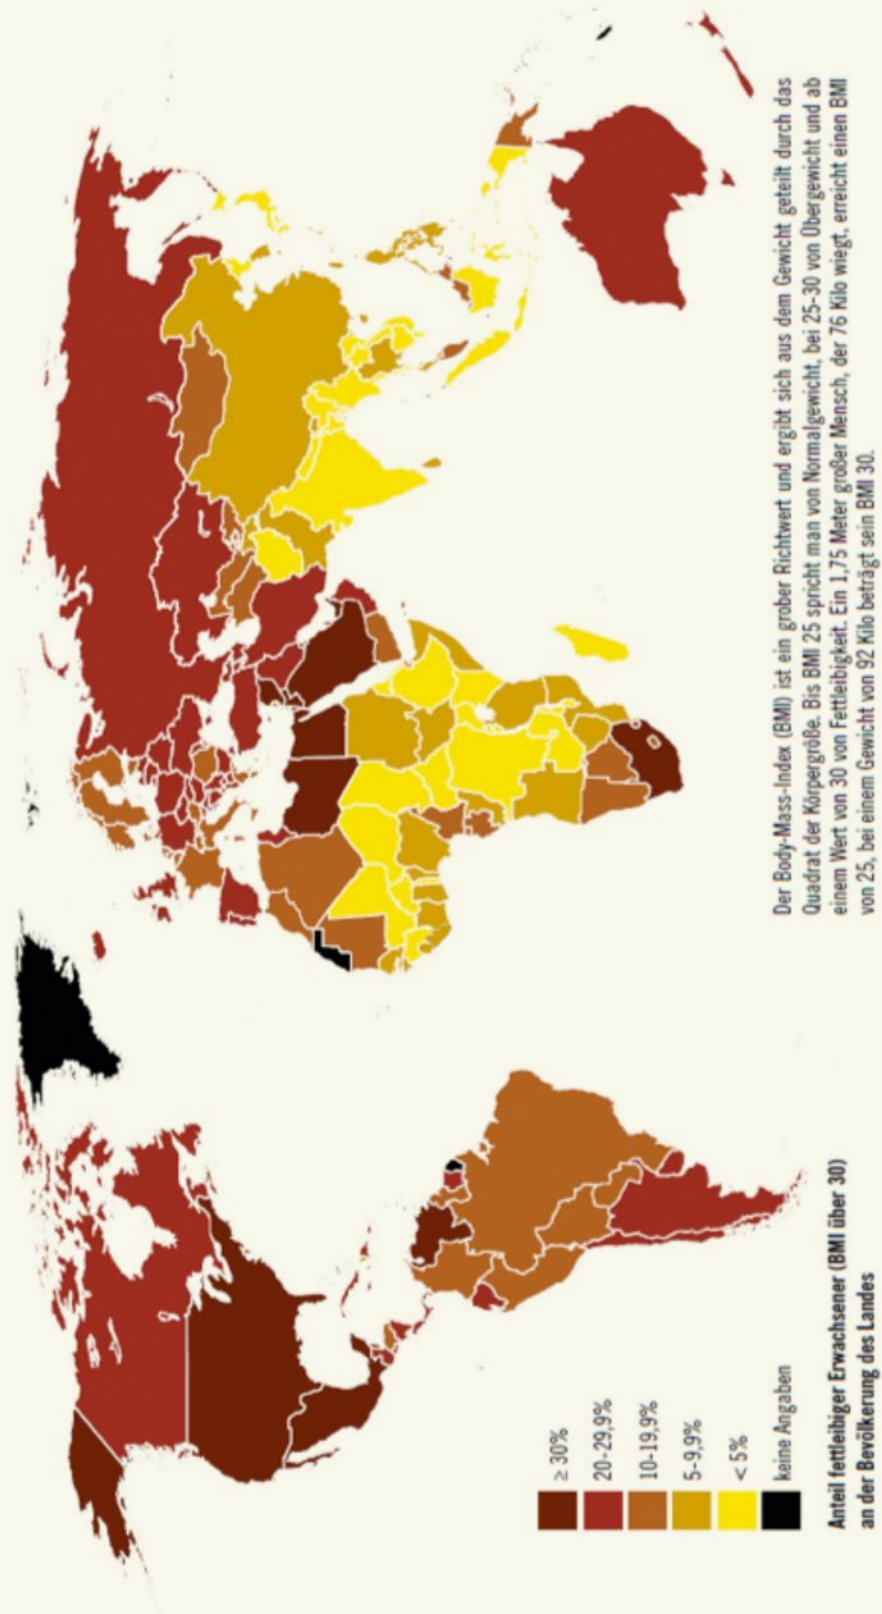 ≥ 30%
20-29,9%
10-19,9%
5-9,9%
< 5%
keine Angaben
Anteil fettleibiger Erwachsener (BMI über 30)
an der Bevölkerung des Landes
Der Body-Mass-Index (BMI) ist ein grober Richtwert und ergibt sich aus dem Gewicht geteilt durch das
Quadrat der Körpergröße. Bis BMI 25 spricht man von Normalgewicht, bei 25-30 von Übergewicht und ab
einem Wert von 30 von Fettleibigkeit. Ein 1,75 Meter großer Mensch, der 76 Kilo wiegt, erreicht einen BMI
von 25, bei einem Gewicht von 92 Kilo beträgt sein BMI 30.